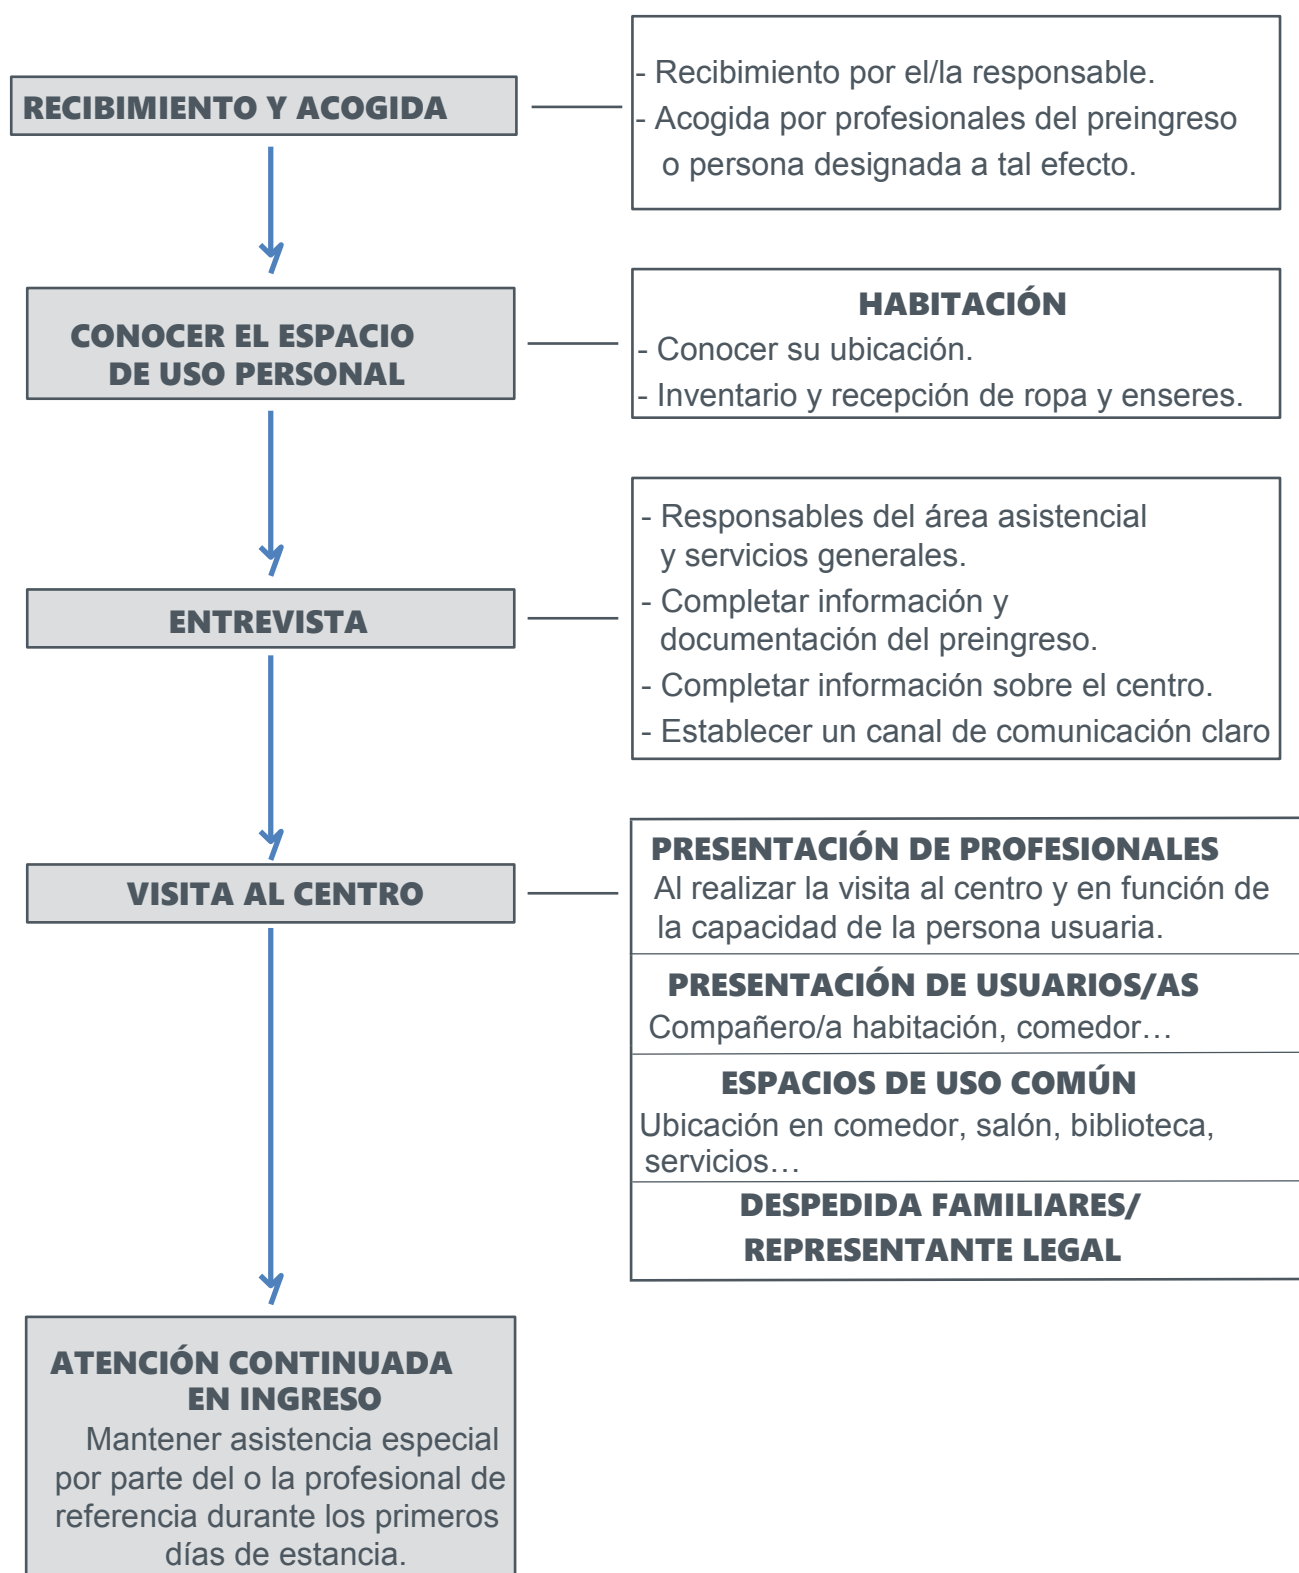 RECIBIMIENTO Y ACOGIDA
- Recibimiento por el/la responsable.
- Acogida por profesionales del preingreso
o persona designada a tal efecto.
CONOCER EL ESPACIO
DE USO PERSONAL
HABITACIÓN
- Conocer su ubicación.
- Inventario y recepción de ropa y enseres.
ENTREVISTA
- Responsables del área asistencial
y servicios generales.
- Completar información y
documentación del preingreso.
- Completar información sobre el centro.
- Establecer un canal de comunicación claro
VISITA AL CENTRO
PRESENTACIÓN DE PROFESIONALES
Al realizar la visita al centro y en función de
la capacidad de la persona usuaria.
PRESENTACIÓN DE USUARIOS/AS
Compañero/a habitación, comedor…
ESPACIOS DE USO COMÚN
Ubicación en comedor, salón, biblioteca,
servicios…
DESPEDIDA FAMILIARES/
REPRESENTANTE LEGAL
ATENCIÓN CONTINUADA
EN INGRESO
Mantener asistencia especial
por parte del o la profesional de
referencia durante los primeros
días de estancia.